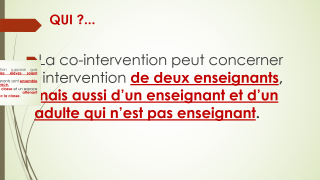 QUI ?...
La co-intervention peut concerner
intervention de deux enseignants,
mais aussi d'un enseignant et d'un
adulte qui n'est pas enseignant.